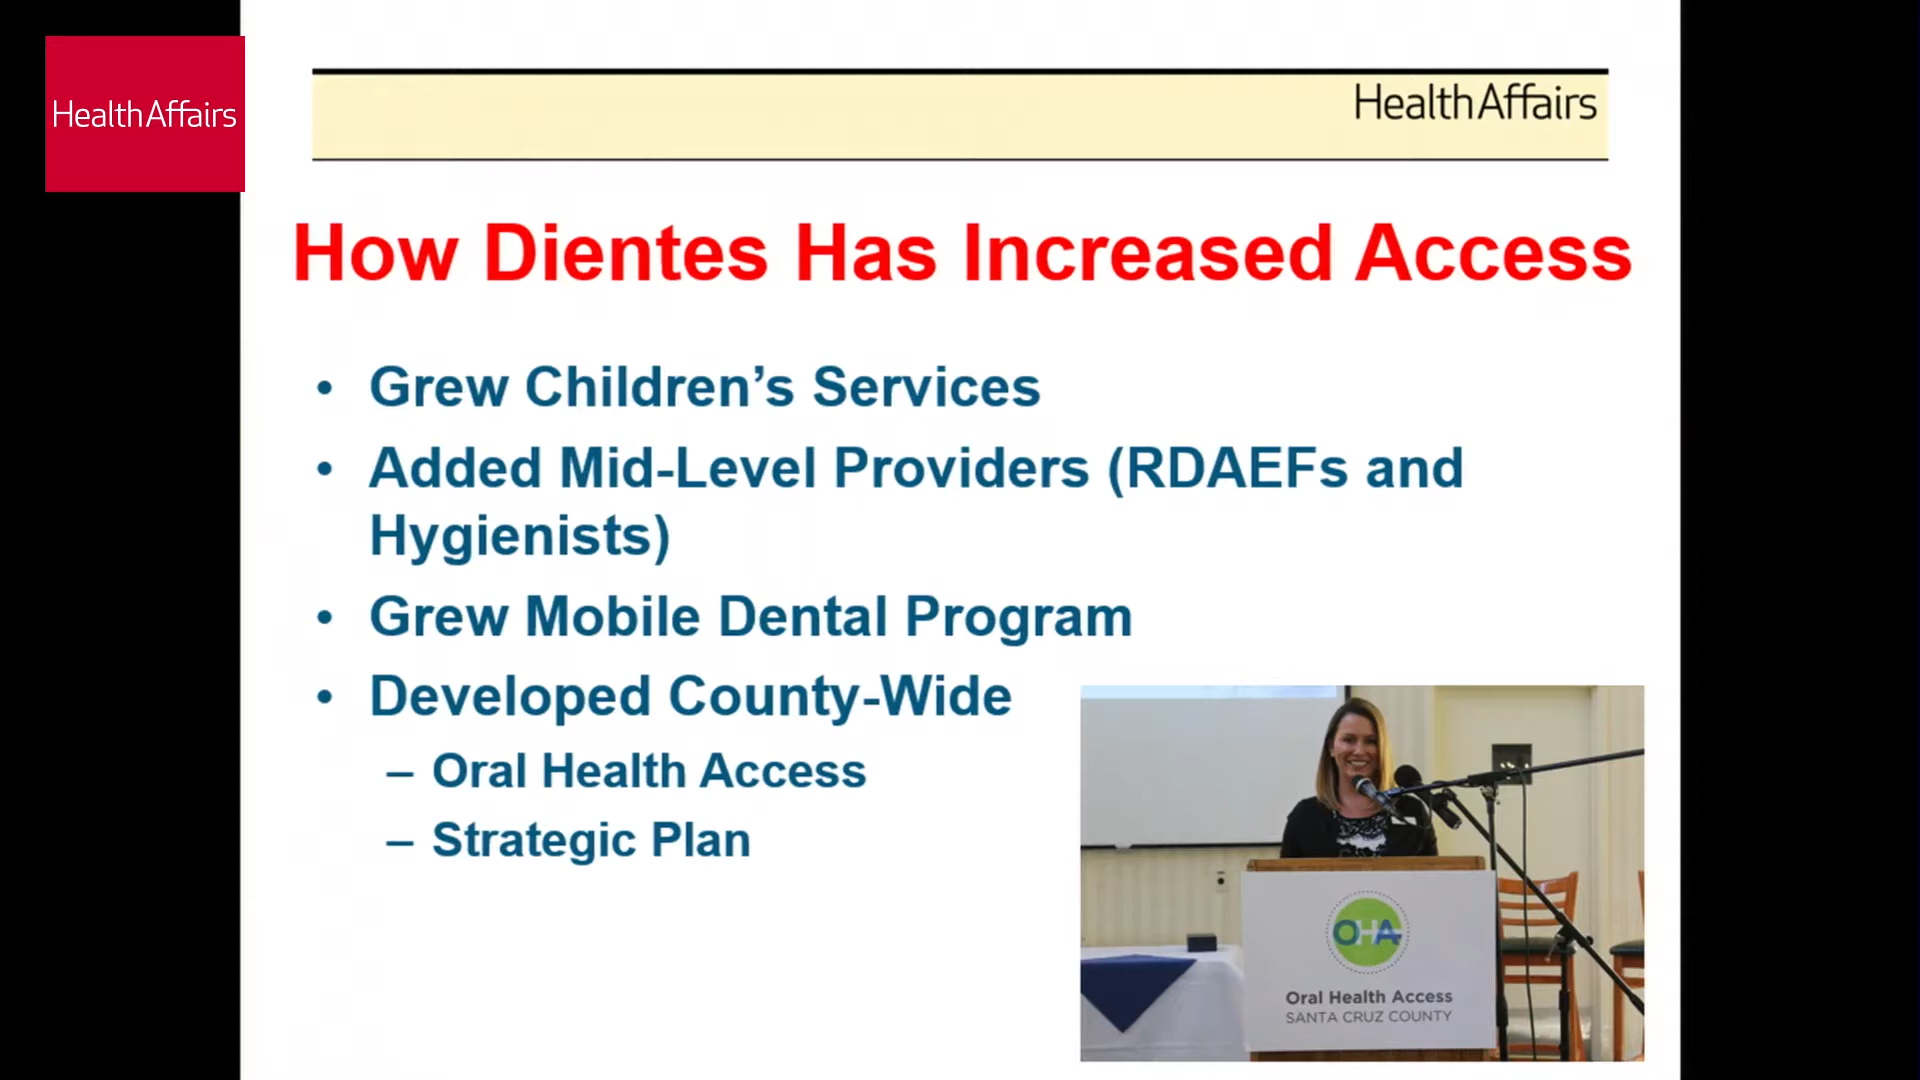 HealthAffairs
HealthAffairs
How Dientes Has Increased Access
• Grew Children’s Services
• Added Mid-Level Providers (RDAEFs and
Hygienists)
• Grew Mobile Dental Program
• Developed County-Wide
– Oral Health Access
– Strategic Plan
OHA
Oral Health Access
SANTA CRUZ COUNTY